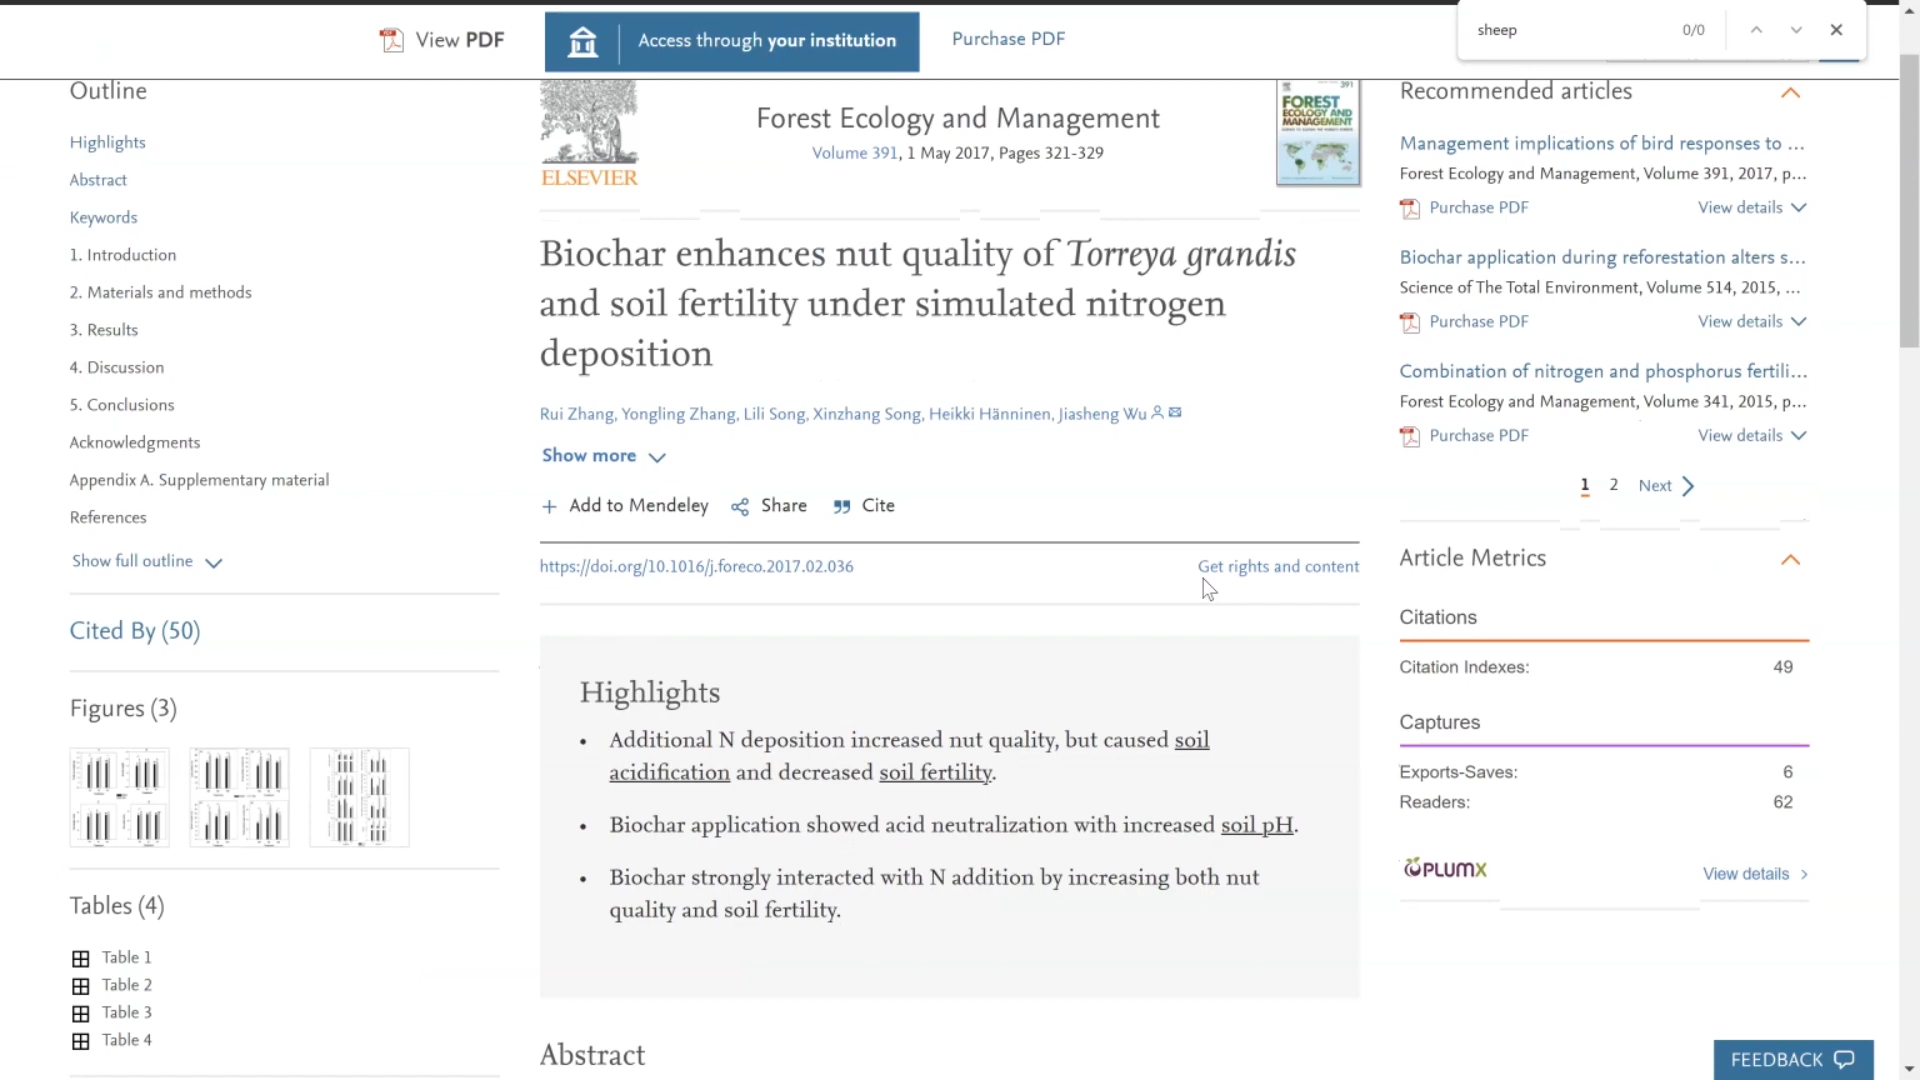 View PDF
Access through your institution
Purchase PDF
sheep
0/0
Outline
Highlights
Abstract
Keywords
1. Introduction
2. Materials and methods
3. Results
4. Discussion
5. Conclusions
Acknowledgments
Appendix A. Supplementary material
References
Show full outline
Cited By (50)
Figures (3)
Tables (4)
Table 1
Table 2
Table 3
Table 4
ELSEVIER
Forest Ecology and Management
Volume 391, 1 May 2017, Pages 321-329
391
FOREST
ECOLOGY AND
MANAGEMENT
Biochar enhances nut quality of Torreya grandis
and soil fertility under simulated nitrogen
deposition
Rui Zhang, Yongling Zhang, Lili Song, Xinzhang Song, Heikki Hänninen, Jiasheng Wu
Show more
+ Add to Mendeley Share Cite
https://doi.org/10.1016/j.foreco.2017.02.036
Get rights and content
Highlights
• Additional N deposition increased nut quality, but caused soil
acidification and decreased soil fertility.
• Biochar application showed acid neutralization with increased soil pH.
• Biochar strongly interacted with N addition by increasing both nut
quality and soil fertility.
Abstract
Recommended articles
Management implications of bird responses to ...
Forest Ecology and Management, Volume 391, 2017, p...
Purchase PDF View details
Biochar application during reforestation alters s...
Science of The Total Environment, Volume 514, 2015, ...
Purchase PDF View details
Combination of nitrogen and phosphorus fertili...
Forest Ecology and Management, Volume 341, 2015, p...
Purchase PDF View details
1 2 Next
Article Metrics
Citations
Citation Indexes: 49
Captures
Exports-Saves: 6
Readers: 62
PLUMX
View details
FEEDBACK